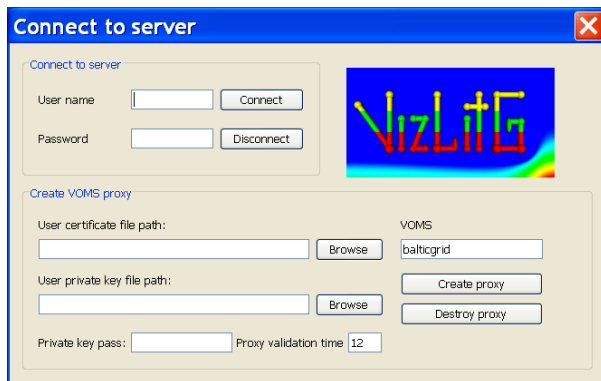 Connect to server
Connect to server
User name
Connect
VizLitG
Password
Disconnect
Create VOMS proxy
User certificate file path:
VOMS
Browse
balticgrid
User private key file path:
Create proxy
Browse
Destroy proxy
Private key pass:
Proxy validation time 12